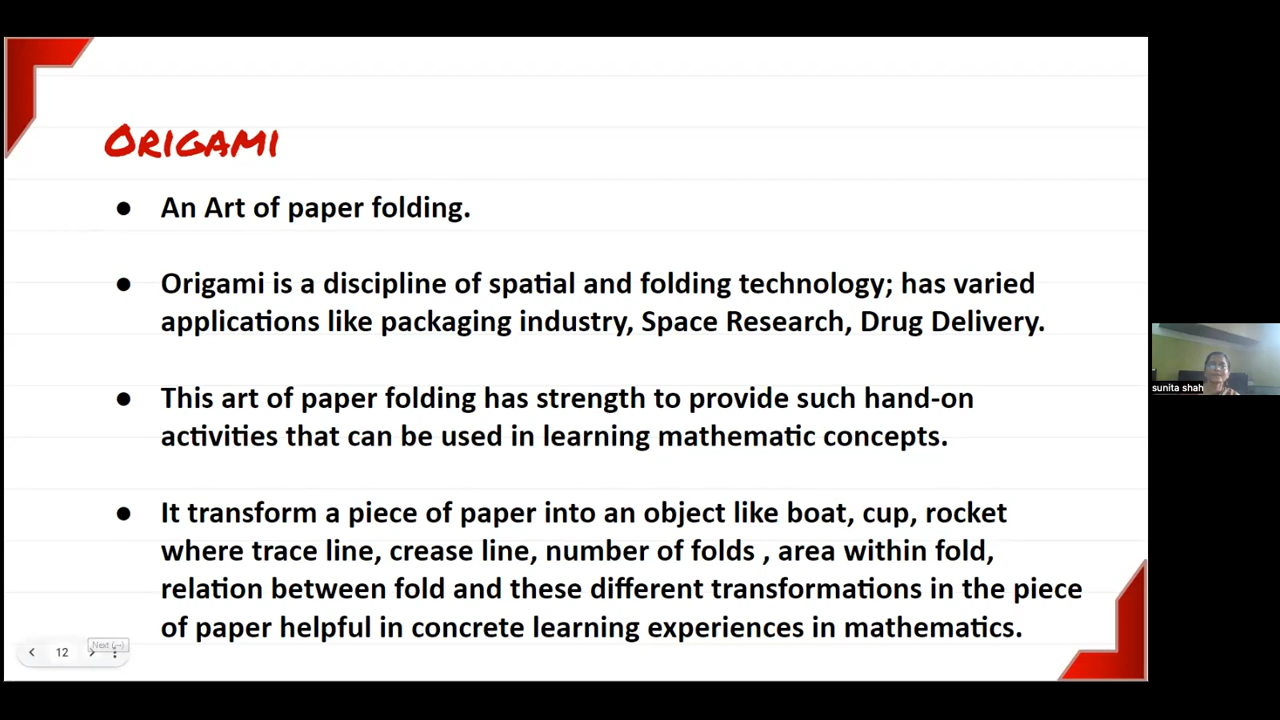 ORIGAMI
● An Art of paper folding.
● Origami is a discipline of spatial and folding technology; has varied
applications like packaging industry, Space Research, Drug Delivery.
● This art of paper folding has strength to provide such hand-on
activities that can be used in learning mathematic concepts.
● It transform a piece of paper into an object like boat, cup, rocket
where trace line, crease line, number of folds , area within fold,
relation between fold and these different transformations in the piece
of paper helpful in concrete learning experiences in mathematics.
sunita shah
Next (→)
12